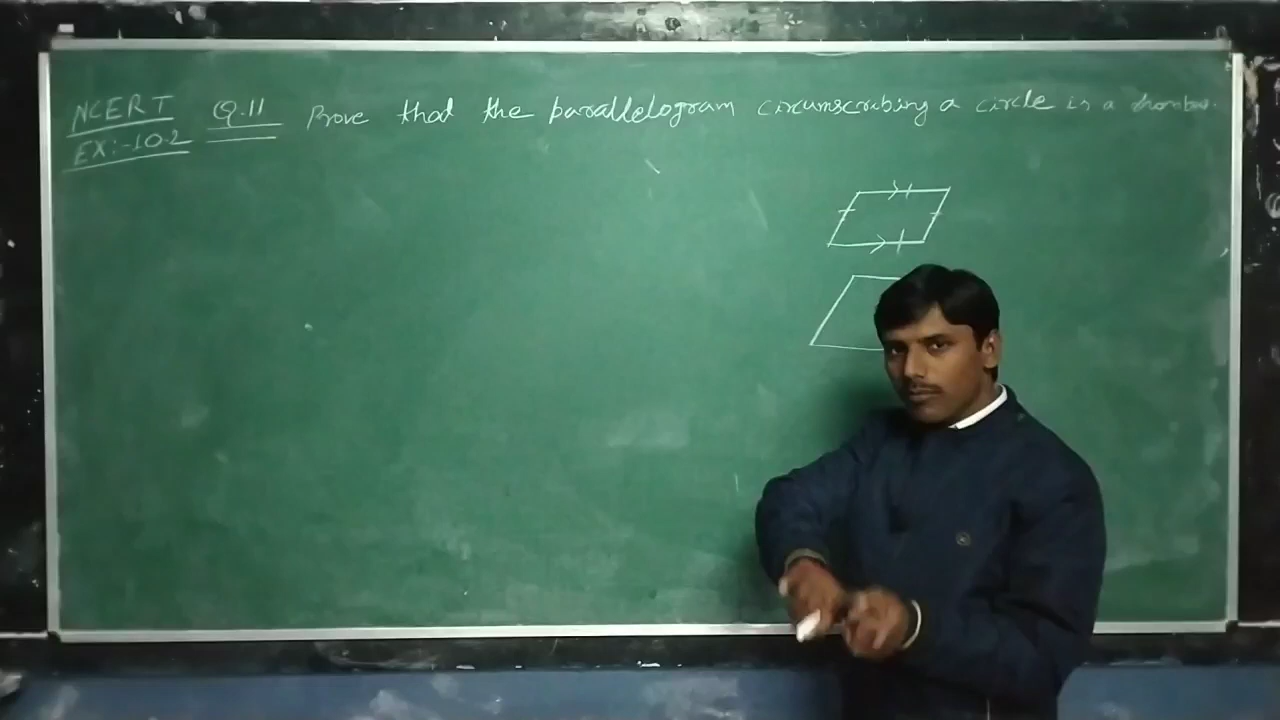 NCERT Q.11 Prove that the parallelogram circumscribing a circle is a rhombus.
EX:-10.2